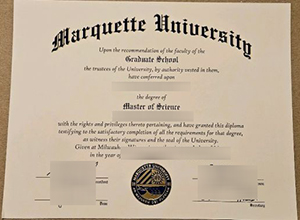 Marquette University
Upon the recommendation of the faculty of the
Graduate School
the trustees of the University, by authority vested in them,
have conferred upon
the degree of
Master of Science
with the rights and privileges thereto pertaining, and have granted this diploma
testifying to the satisfactory completion of all the requirements for that degree,
as witness their signatures and the seal of the University.
Given at
in the year of
MARQUETTE UNIVERSITY
Secretary